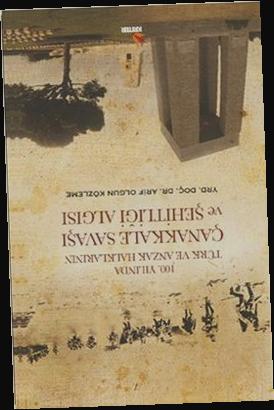 100. YILINDA
TÜRK VE ANZAK HALKLARININ
ÇANAKKALE SAVAŞI
ve ŞEHİTLİĞİ ALGISI
YRD. DOÇ. DR. ARİF OLGUN KÖZLEME